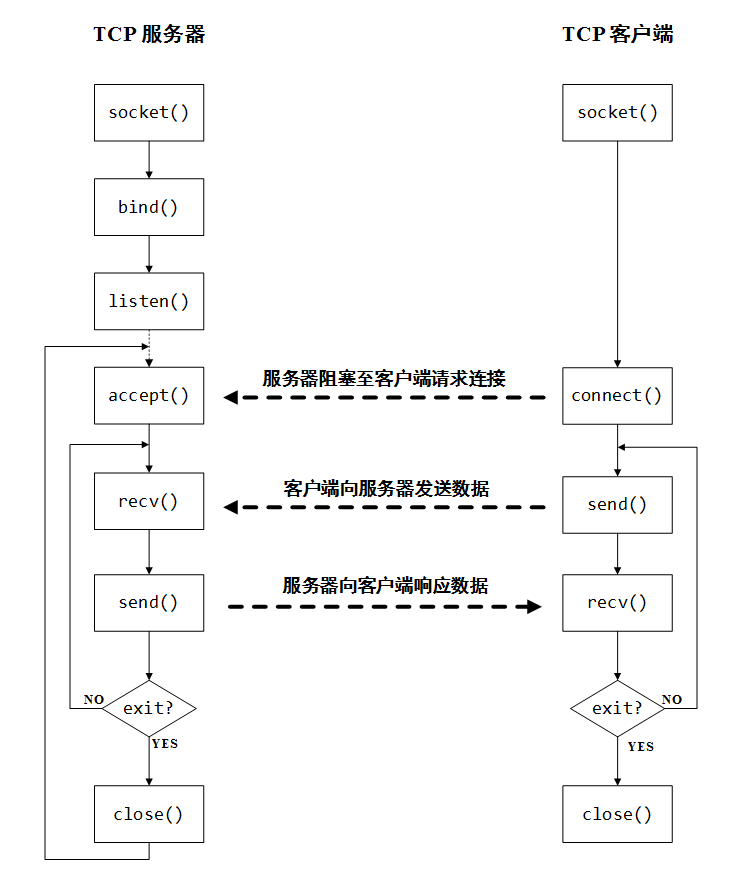 TCP 服务器
TCP 客户端
socket()
socket()
bind()
listen()
服务器阻塞至客户端请求连接
accept()
connect()
客户端向服务器发送数据
recv()
send()
服务器向客户端响应数据
send()
recv()
NO
exit?
YES
exit?
NO
YES
close()
close()